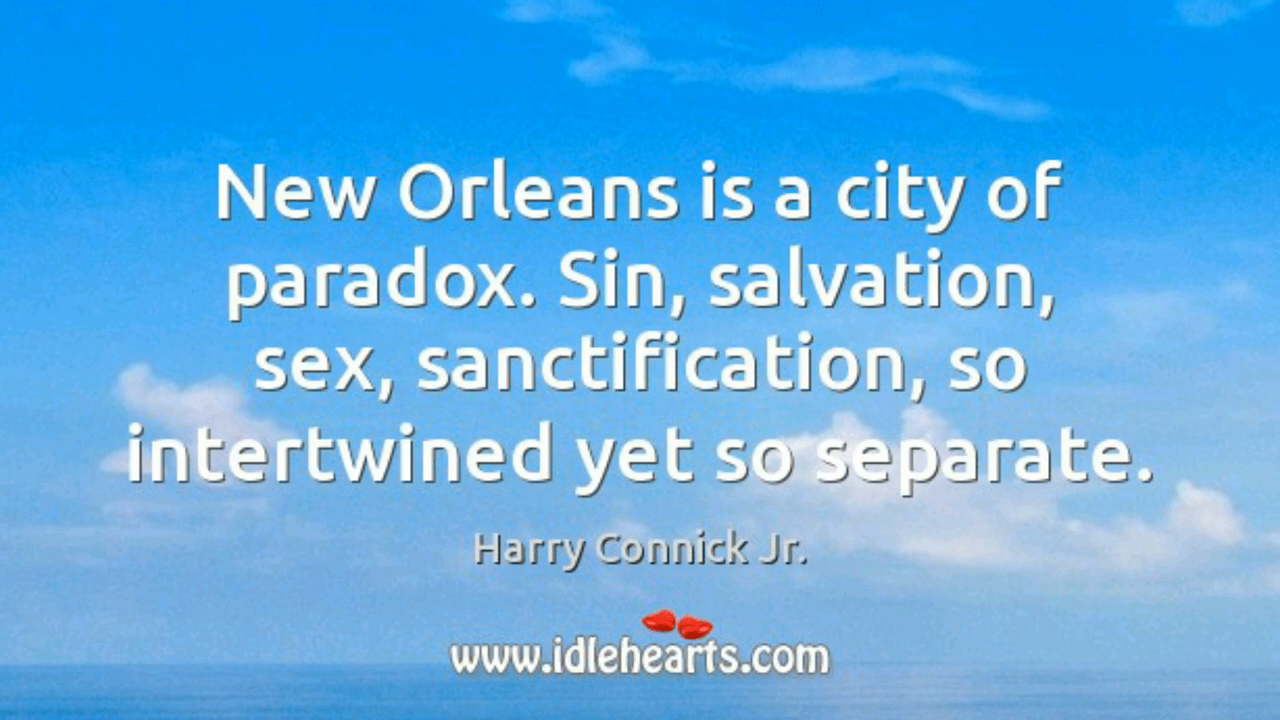 New Orleans is a city of
paradox. Sin, salvation,
sex, sanctification, so
intertwined yet so separate.
Harry Connick Jr.
www.idlehearts.com